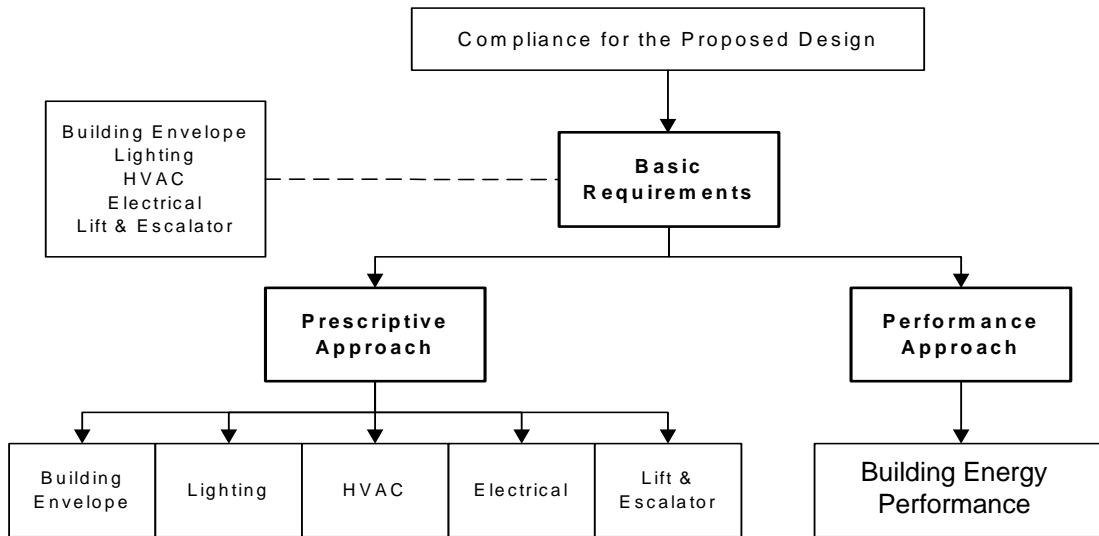 Compliance for the Proposed Design
Building Envelope
Lighting
HVAC
Electrical
Lift & Escalator
Basic
Requirements
Prescriptive
Approach
Performance
Approach
Building
Envelope
Lighting
HVAC
Electrical
Lift &
Escalator
Building Energy
Performance